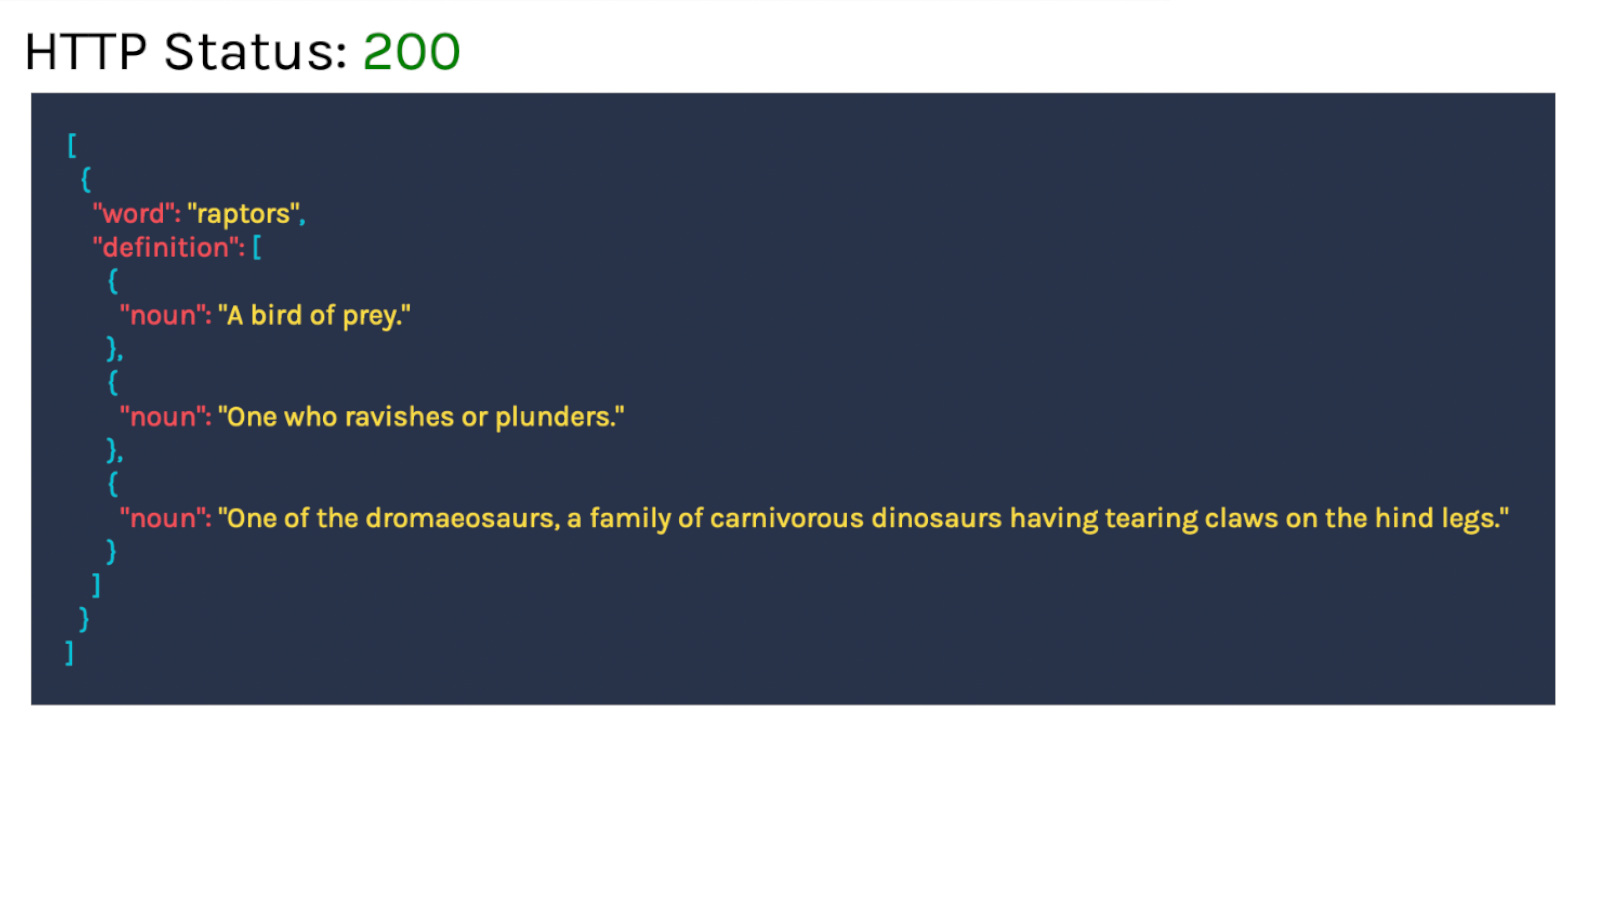 HTTP Status: 200
[
{
"word": "raptors",
"definition": [
{
"noun": "A bird of prey."
},
{
"noun": "One who ravishes or plunders."
},
{
"noun": "One of the dromaeosaurs, a family of carnivorous dinosaurs having tearing claws on the hind legs."
}
]
}
]